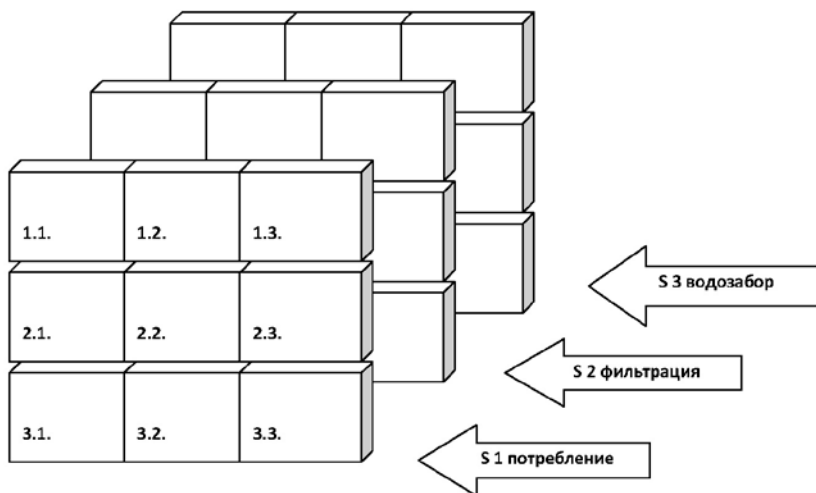 1.1. 1.2. 1.3.
2.1. 2.2. 2.3.
S 3 водозабор
S 2 фильтрация
3.1. 3.2. 3.3.
S 1 потребление